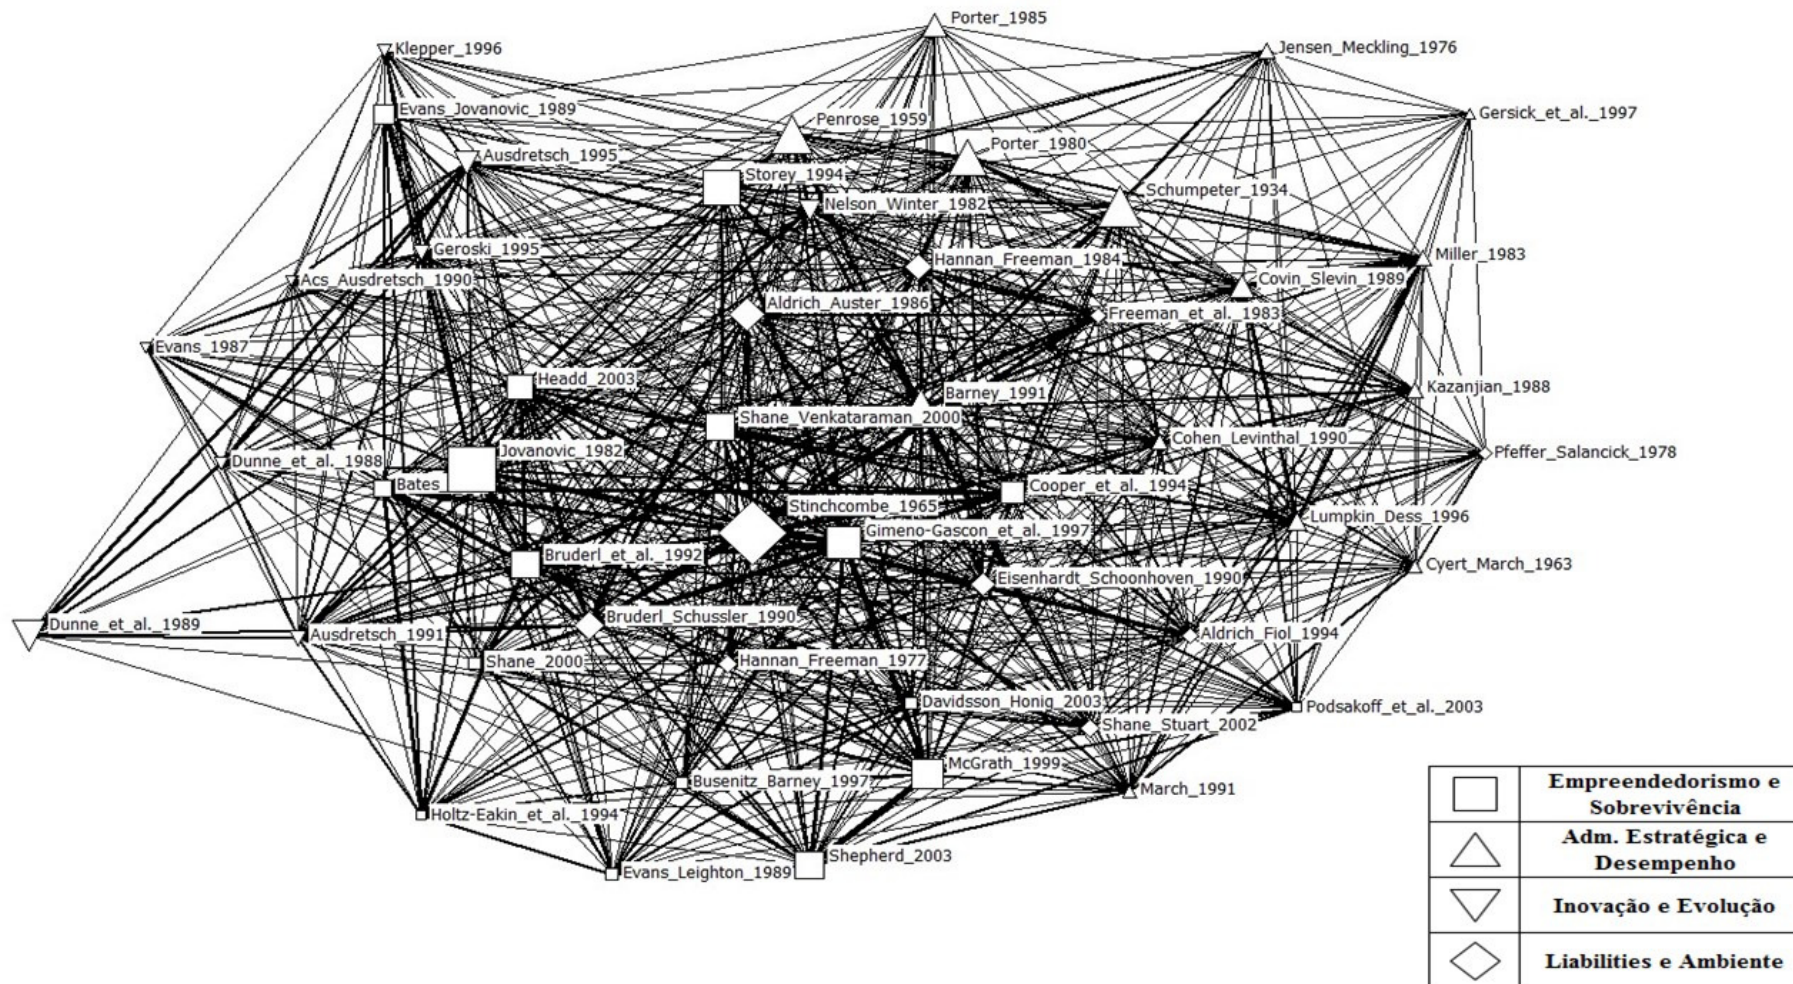 Porter_1985
Klepper_1996
Jensen_Meckling_1976
Evans_Jovanovic_1989
Gersick_et_al._1997
Penrose_1959
Porter_1980
Ausdretsch_1995
Storey_1994
Schumpeter_1934
Nelson_Winter_1982
Geroski_1995
Hannan_Freeman_1984
Miller_1983
Acs_Ausdretsch_1990
Covin_Slevin_1989
Aldrich_Auster_1986
Freeman_et_al._1983
Evans_1987
Headd_2003
Barney_1991
Kazanjian_1988
Shane_Venkataraman_2000
Cohen_Levinthal_1990
Jovanovic_1982
Pfeffer_Salancick_1978
Dunne_et_al._1988
Bates
Cooper_et_al._1994
Stinchcombe_1965
Lumpkin_Dess_1996
Gimeno-Gascon_et_al._1997
Bruderl_et_al._1992
Cyert_March_1963
Eisenhardt_Schoonhoven_1990
Bruderl_Schussler_1990
Dunne_et_al._1989
Ausdretsch_1991
Aldrich_Fiol_1994
Shane_2000
Hannan_Freeman_1977
Davidsson_Honig_2003
Podsakoff_et_al._2003
Shane_Stuart_2002
McGrath_1999
Busenitz_Barney_1997
March_1991
Holtz-Eakin_et_al._1994
Shepherd_2003
Evans_Leighton_1989
Empreendedorismo e
Sobrevivência
Adm. Estratégica e
Desempenho
Inovação e Evolução
Liabilities e Ambiente